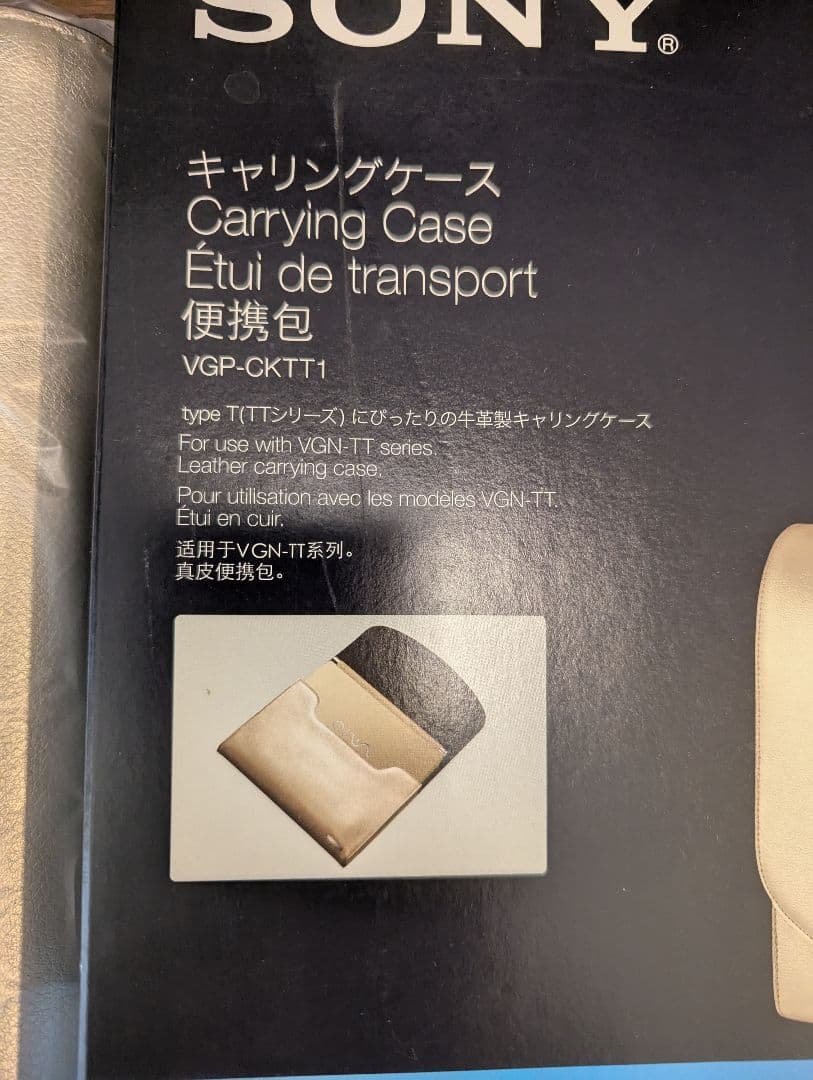 SONY®
キャリングケース
Carrying Case
Étui de transport
便携包
VGP-CKTT1
type T(TTシリーズ) にぴったりの牛革製キャリングケース
For use with VGN-TT series.
Leather carrying case.
Pour utilisation avec les modèles VGN-TT.
Étui en cuir.
适用于VGN-TT系列。
真皮便携包。
VAIO